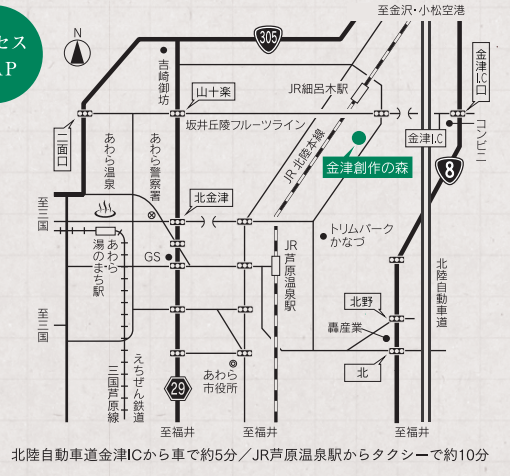 セス
AP
N
305
至金沢・小松空港
吉崎御坊
山十楽
JR細呂木駅
金津I.C口
二面口
あわら温泉
あわら警察署
坂井丘陵フルーツライン
JR 北陸本線
金津I.C
コンビニ
金津創作の森
8
至三国
北金津
トリムパーク
かなづ
GS
あわら
湯のまち駅
JR 芦原温泉駅
北陸自動車道
至三国
北野
轟産業
北
えちぜん鉄道
三国芦原線
29
あわら
市役所
至福井
至福井
至福井
北陸自動車道金津ICから車で約5分／JR芦原温泉駅からタクシーで約10分